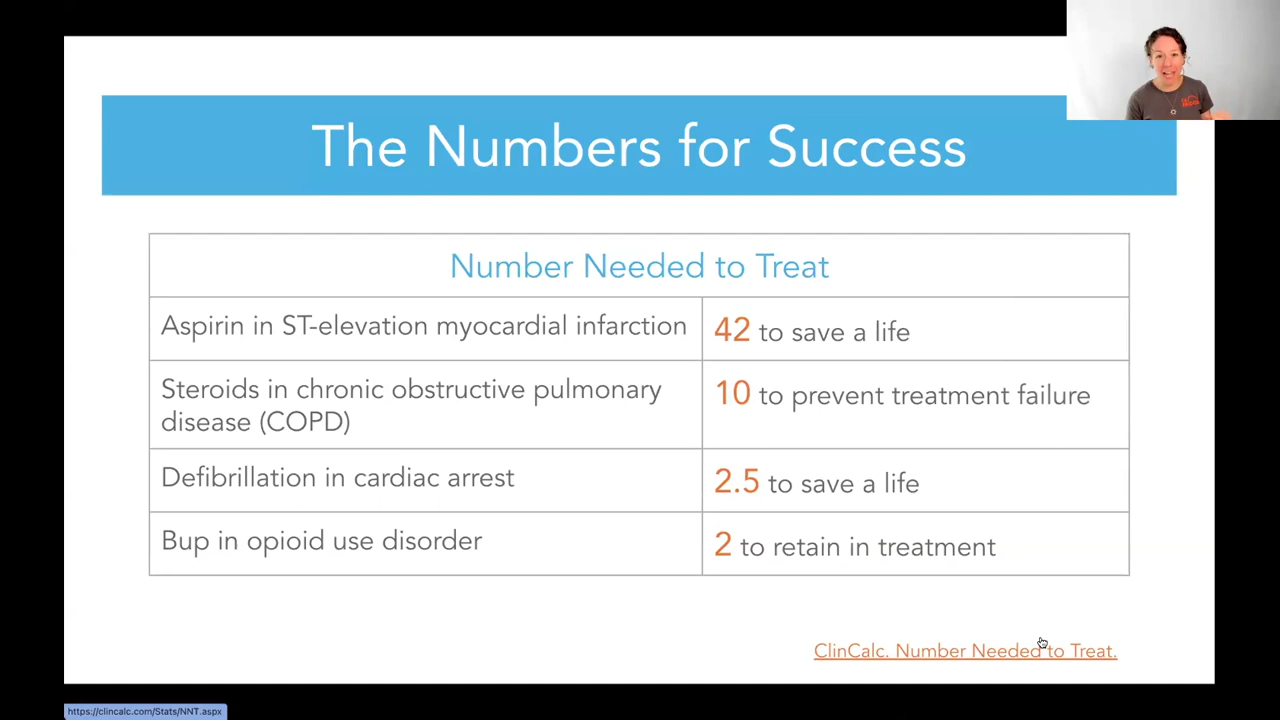 The Numbers for Success
Number Needed to Treat
Aspirin in ST-elevation myocardial infarction
42 to save a life
Steroids in chronic obstructive pulmonary
disease (COPD)
10 to prevent treatment failure
Defibrillation in cardiac arrest
2.5 to save a life
Bup in opioid use disorder
2 to retain in treatment
ClinCalc. Number Needed to Treat.
https://clincalc.com/Stats/NNT.aspx